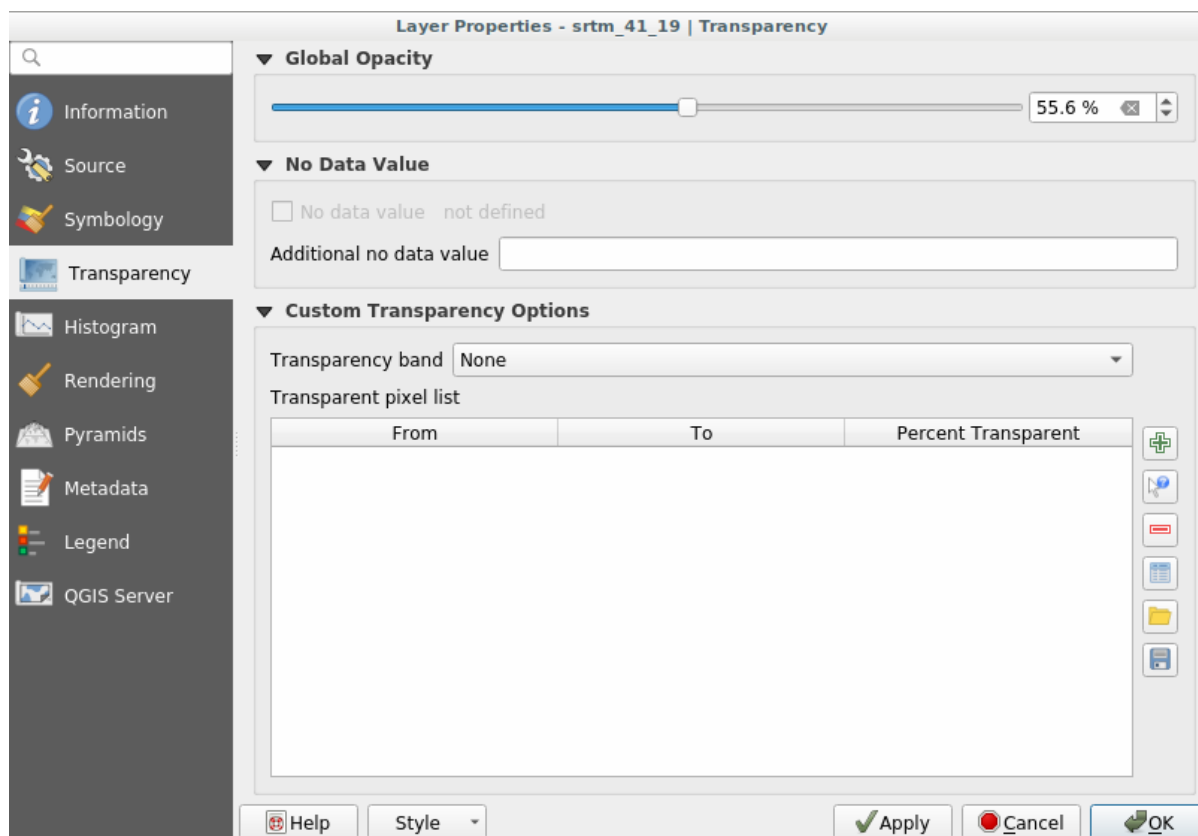 Layer Properties - srtm_41_19 | Transparency
Information
Source
Symbology
Transparency
Histogram
Rendering
Pyramids
Metadata
Legend
QGIS Server
Global Opacity
55.6 %
No Data Value
No data value not defined
Additional no data value
Custom Transparency Options
Transparency band None
Transparent pixel list
From To Percent Transparent
Help Style Apply Cancel OK